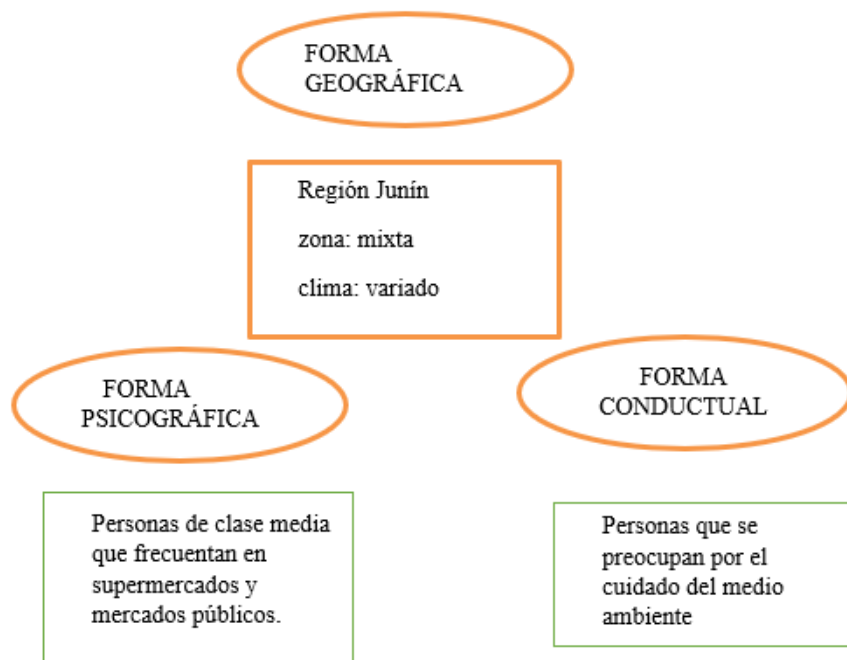 FORMA
GEOGRÁFICA
Región Junín
zona: mixta
clima: variado
FORMA
PSICOGRÁFICA
Personas de clase media
que frecuentan en
supermercados y
mercados públicos.
FORMA
CONDUCTUAL
Personas que se
preocupan por el
cuidado del medio
ambiente